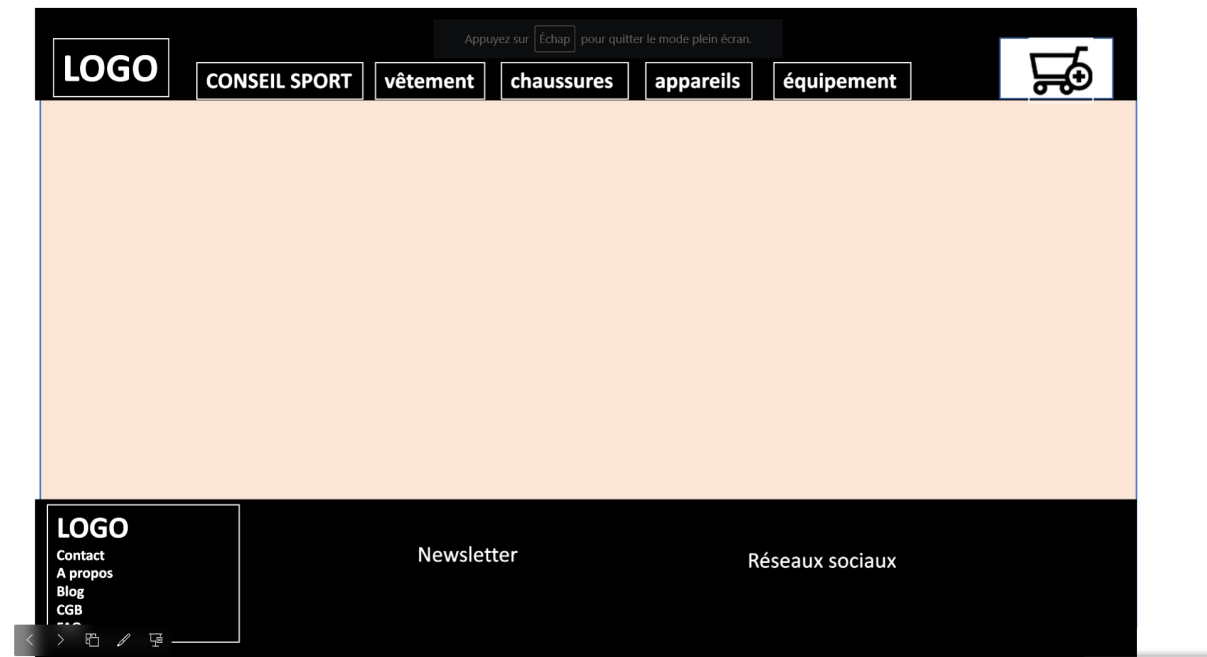 Appuyez sur Échap pour quitter le mode plein écran.
LOGO
CONSEIL SPORT
vêtement
chaussures
appareils
équipement
LOGO
Contact
A propos
Blog
CGB
Newsletter
Réseaux sociaux